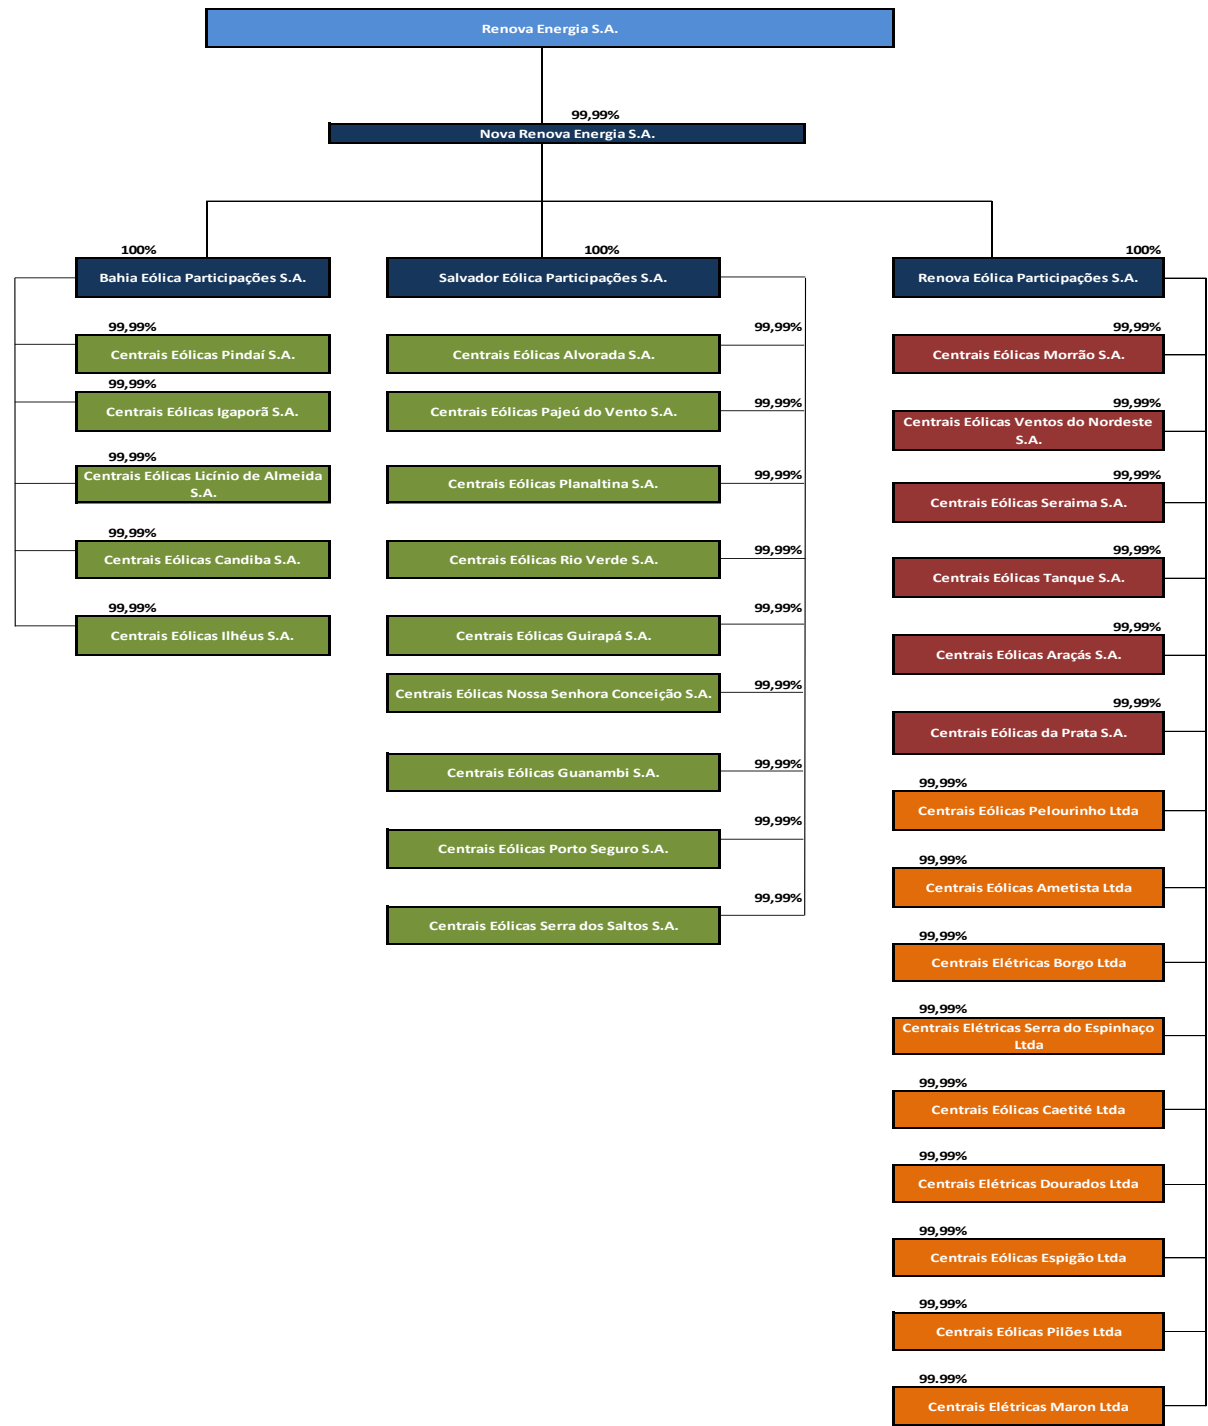 Renova Energia S.A.
99,99%
Nova Renova Energia S.A.
100%
Bahia Eólica Participações S.A.
99,99%
Centrais Eólicas Pindaí S.A.
99,99%
Centrais Eólicas Igaporã S.A.
99,99%
Centrais Eólicas Licínio de Almeida
S.A.
99,99%
Centrais Eólicas Candiba S.A.
99,99%
Centrais Eólicas Ilhéus S.A.
100%
Salvador Eólica Participações S.A.
99,99%
Centrais Eólicas Alvorada S.A.
99,99%
Centrais Eólicas Pajeú do Vento S.A.
99,99%
Centrais Eólicas Planaltina S.A.
99,99%
Centrais Eólicas Rio Verde S.A.
99,99%
Centrais Eólicas Guirapá S.A.
99,99%
Centrais Eólicas Nossa Senhora Conceição S.A.
99,99%
Centrais Eólicas Guanambi S.A.
99,99%
Centrais Eólicas Porto Seguro S.A.
99,99%
Centrais Eólicas Serra dos Saltos S.A.
100%
Renova Eólica Participações S.A.
99,99%
Centrais Eólicas Morrão S.A.
99,99%
Centrais Eólicas Ventos do Nordeste
S.A.
99,99%
Centrais Eólicas Seraima S.A.
99,99%
Centrais Eólicas Tanque S.A.
99,99%
Centrais Eólicas Araçás S.A.
99,99%
Centrais Eólicas da Prata S.A.
99,99%
Centrais Eólicas Pelourinho Ltda
99,99%
Centrais Eólicas Ametista Ltda
99,99%
Centrais Elétricas Borgo Ltda
99,99%
Centrais Elétricas Serra do Espinhaço
Ltda
99,99%
Centrais Eólicas Caetité Ltda
99,99%
Centrais Elétricas Dourados Ltda
99,99%
Centrais Eólicas Espigão Ltda
99,99%
Centrais Eólicas Pilões Ltda
99.99%
Centrais Elétricas Maron Ltda